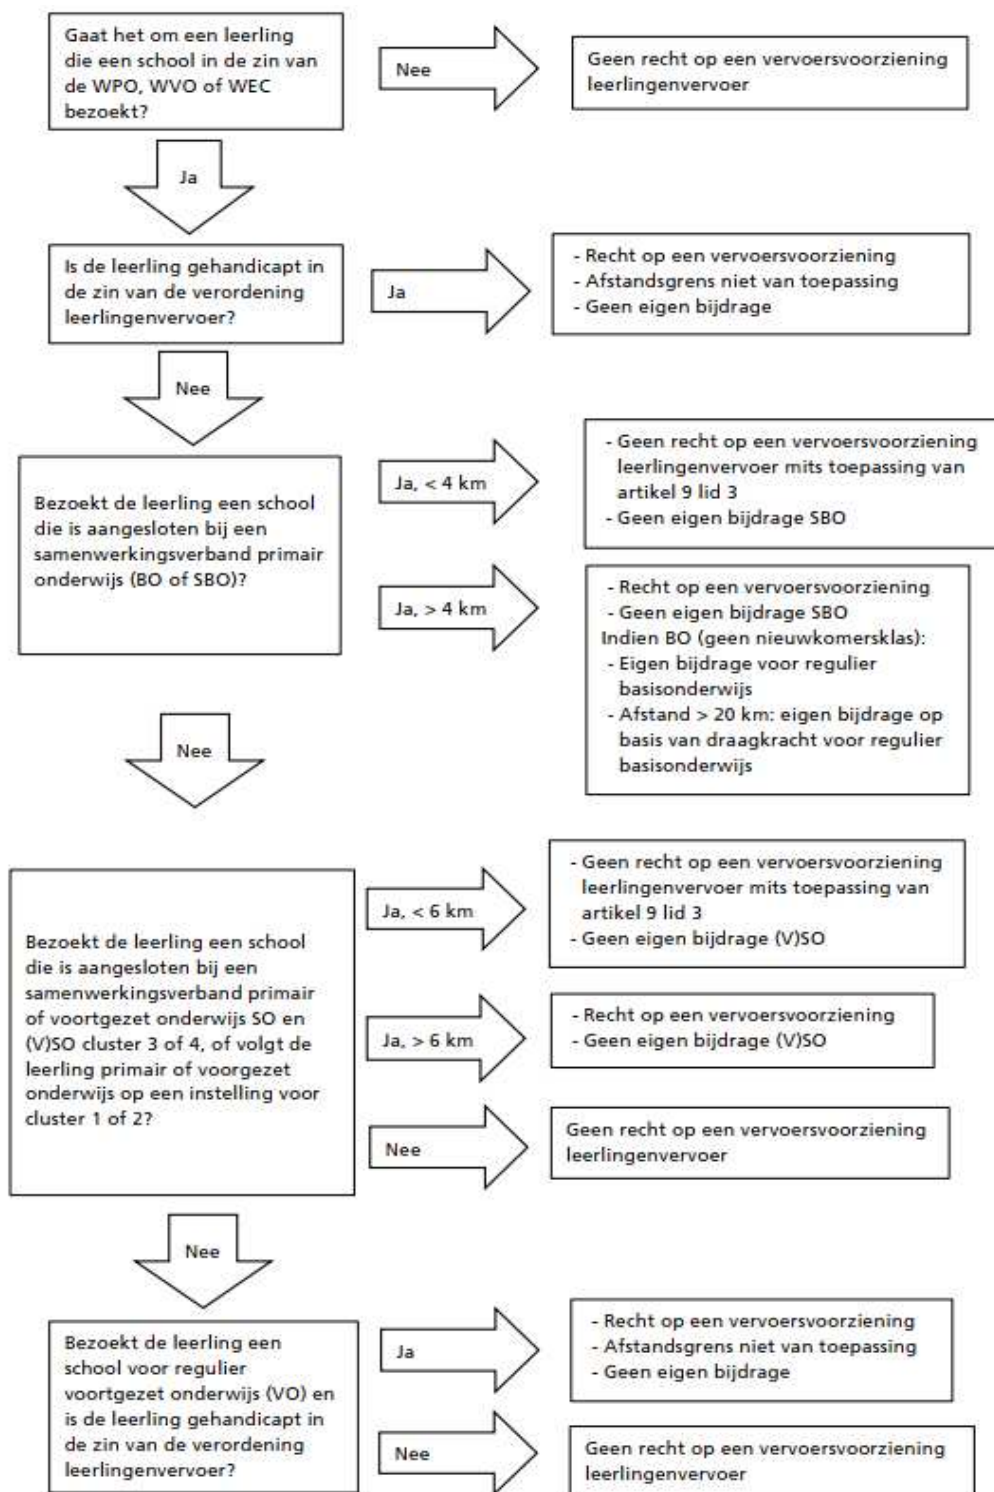 Gaat het om een leerling
die een school in de zin van
de WPO, WVO of WEC
bezoekt?
Nee
Geen recht op een vervoersvoorziening
leerlingenvervoer
Ja
Is de leerling gehandicapt in
de zin van de verordening
leerlingenvervoer?
Ja
- Recht op een vervoersvoorziening
- Afstandsgrens niet van toepassing
- Geen eigen bijdrage
Nee
Bezoekt de leerling een school
die is aangesloten bij een
samenwerkingsverband primair
onderwijs (BO of SBO)?
Ja, < 4 km
- Geen recht op een vervoersvoorziening
leerlingenvervoer mits toepassing van
artikel 9 lid 3
- Geen eigen bijdrage SBO
Ja, > 4 km
- Recht op een vervoersvoorziening
- Geen eigen bijdrage SBO
Indien BO (geen nieuwkomersklas):
- Eigen bijdrage voor regulier
basisonderwijs
- Afstand > 20 km: eigen bijdrage op
basis van draagkracht voor regulier
basisonderwijs
Nee
Bezoekt de leerling een school
die is aangesloten bij een
samenwerkingsverband primair
of voortgezet onderwijs SO en
(V)SO cluster 3 of 4, of volgt de
leerling primair of voorgezet
onderwijs op een instelling voor
cluster 1 of 2?
Ja, < 6 km
- Geen recht op een vervoersvoorziening
leerlingenvervoer mits toepassing van
artikel 9 lid 3
- Geen eigen bijdrage (V)SO
Ja, > 6 km
- Recht op een vervoersvoorziening
- Geen eigen bijdrage (V)SO
Nee
Geen recht op een vervoersvoorziening
leerlingenvervoer
Nee
Bezoekt de leerling een
school voor regulier
voortgezet onderwijs (VO) en
is de leerling gehandicapt in
de zin van de verordening
leerlingenvervoer?
Ja
- Recht op een vervoersvoorziening
- Afstandsgrens niet van toepassing
- Geen eigen bijdrage
Nee
Geen recht op een vervoersvoorziening
leerlingenvervoer